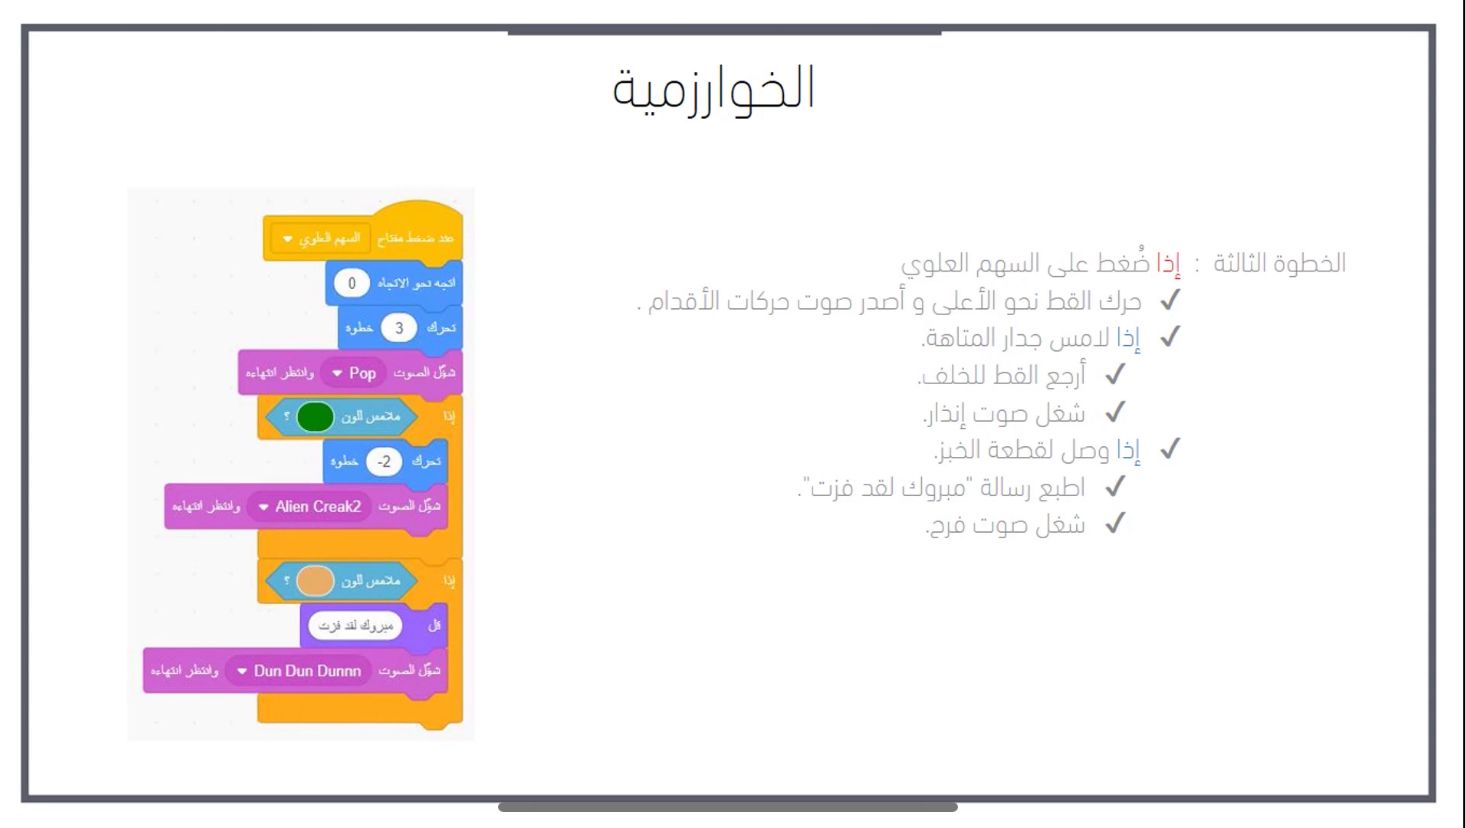 الخوارزمية
الخطوة الثالثة : إذا ضُغط على السهم العلوي
✓ حرك القط نحو الأعلى و أصدر صوت حركات الأقدام .
✓ إذا لامس جدار المتاهة.
✓ أرجع القط للخلف.
✓ شغل صوت إنذار.
✓ إذا وصل لقطعة الخبز.
✓ اطبع رسالة "مبروك لقد فزت".
✓ شغل صوت فرح.
عند ضغط مفتاح السهم العلوي
اتجه نحو الاتجاه 0
تحرك 3 خطوة
شغّل الصوت Pop وانتظر انتهاءه
إذا ملامس للون ؟
تحرك -2 خطوة
شغّل الصوت Alien Creak2 وانتظر انتهاءه
إذا ملامس للون ؟
قل مبروك لقد فزت
شغّل الصوت Dun Dun Dunnn وانتظر انتهاءه